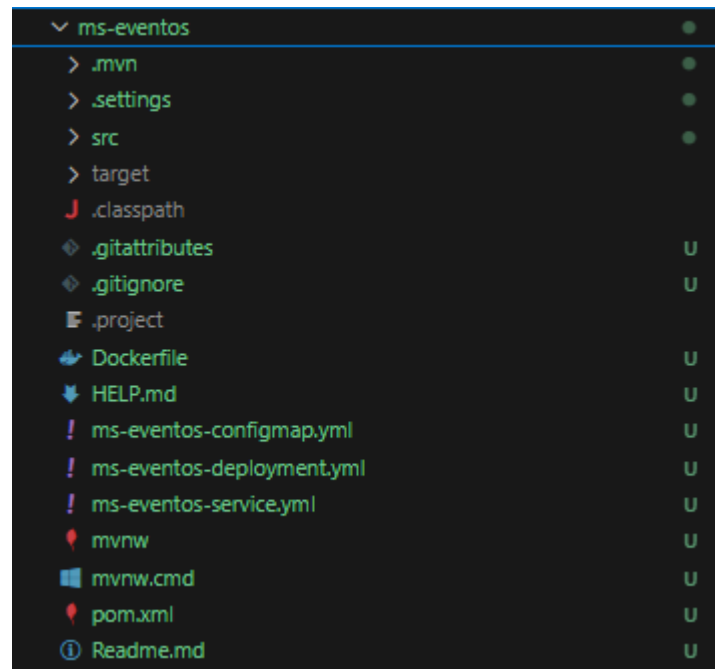 ms-eventos
.mvn
.settings
src
target
.classpath
.gitattributes U
.gitignore U
.project
Dockerfile U
HELP.md U
ms-eventos-configmap.yml U
ms-eventos-deployment.yml U
ms-eventos-service.yml U
mvnw U
mvnw.cmd U
pom.xml U
Readme.md U